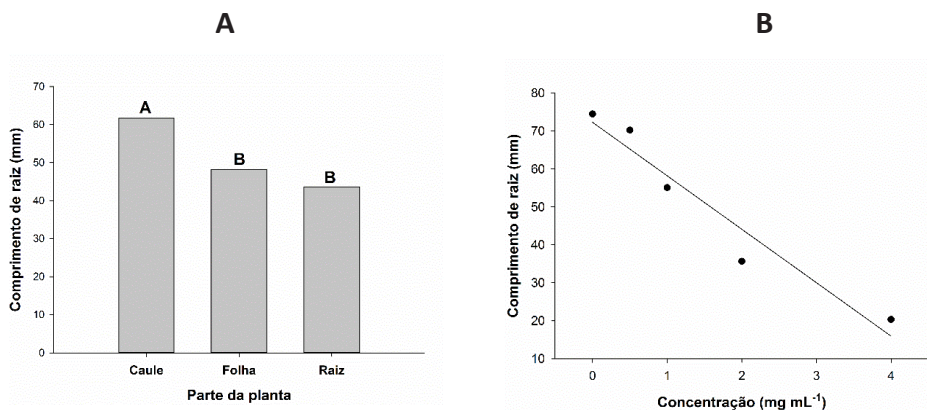 A
Comprimento de raiz (mm)
70
60
50
40
30
20
10
0
A
B
B
Caule Folha Raiz
Parte da planta
B
Comprimento de raiz (mm)
80
70
60
50
40
30
20
10
0 1 2 3 4
Concentração (mg mL⁻¹)